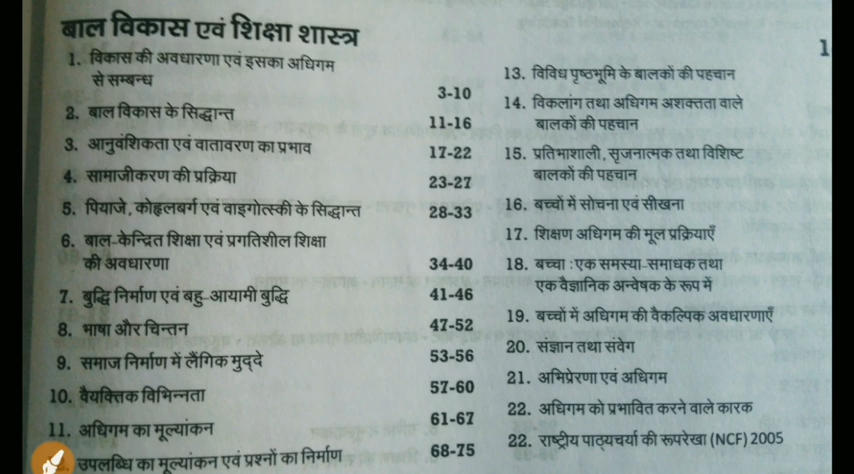 बाल विकास एवं शिक्षा शास्त्र
1. विकास की अवधारणा एवं इसका अधिगम
से सम्बन्ध 3-10
2. बाल विकास के सिद्धान्त 11-16
3. आनुवंशिकता एवं वातावरण का प्रभाव 17-22
4. सामाजीकरण की प्रक्रिया 23-27
5. पियाजे, कोह्लबर्ग एवं वाइगोत्स्की के सिद्धान्त 28-33
6. बाल-केन्द्रित शिक्षा एवं प्रगतिशील शिक्षा
की अवधारणा 34-40
7. बुद्धि निर्माण एवं बहु-आयामी बुद्धि 41-46
8. भाषा और चिन्तन 47-52
9. समाज निर्माण में लैंगिक मुद्दे 53-56
10. वैयक्तिक विभिन्नता 57-60
11. अधिगम का मूल्यांकन 61-67
उपलब्धि का मूल्यांकन एवं प्रश्नों का निर्माण 68-75
1
13. विविध पृष्ठभूमि के बालकों की पहचान
14. विकलांग तथा अधिगम अशक्तता वाले
बालकों की पहचान
15. प्रतिभाशाली, सृजनात्मक तथा विशिष्ट
बालकों की पहचान
16. बच्चों में सोचना एवं सीखना
17. शिक्षण अधिगम की मूल प्रक्रियाएँ
18. बच्चा : एक समस्या-समाधक तथा
एक वैज्ञानिक अन्वेषक के रूप में
19. बच्चों में अधिगम की वैकल्पिक अवधारणाएँ
20. संज्ञान तथा संवेग
21. अभिप्रेरणा एवं अधिगम
22. अधिगम को प्रभावित करने वाले कारक
22. राष्ट्रीय पाठ्यचर्या की रूपरेखा (NCF) 2005